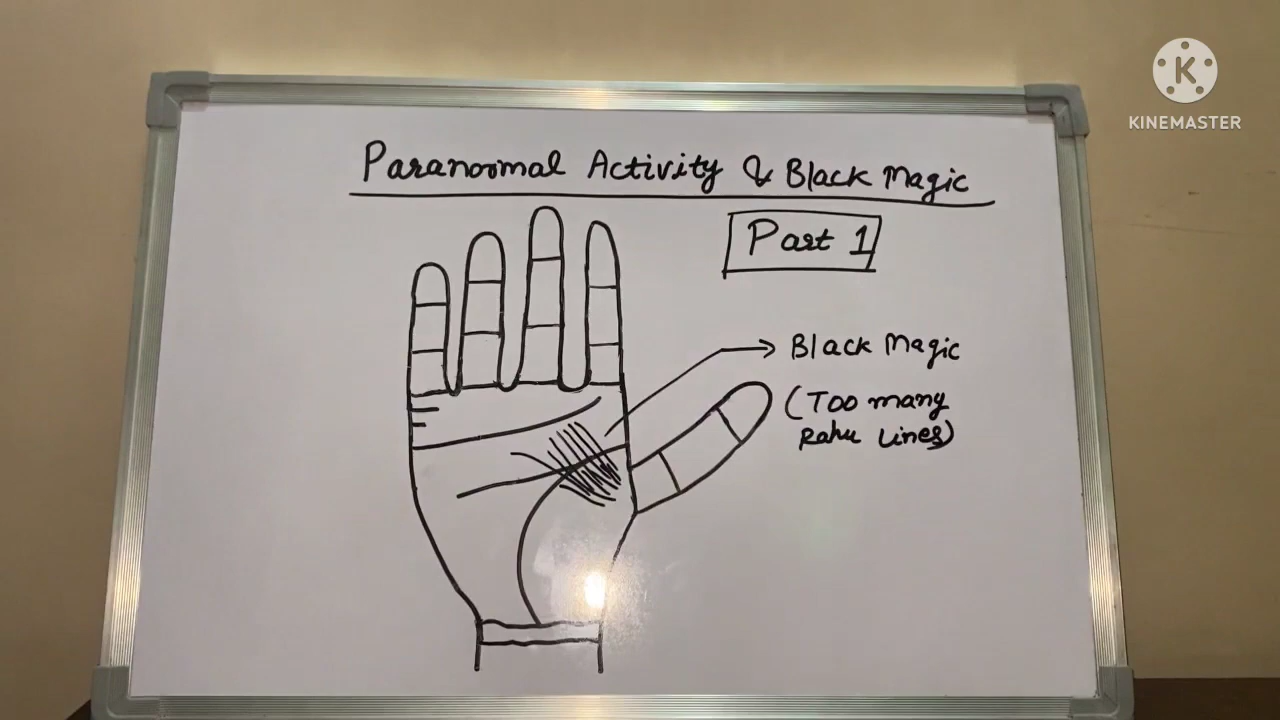 Paranormal Activity & Black Magic
Part 1
Black Magic
(Too many
Rahu Lines)
K
KINEMASTER